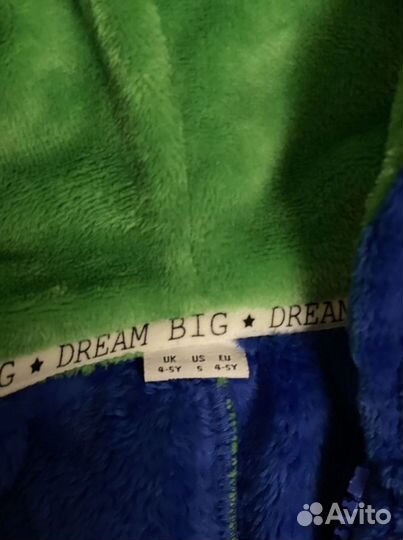 G ★ DREAM BIG ★ DREAM
UK US EU
4-5Y 5 4-5Y
Avito